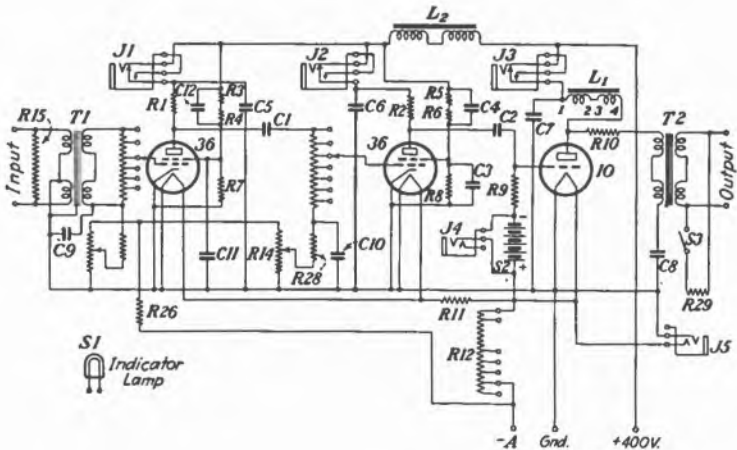 L2
J1
J2
J3
L1
R15
T1
C12
R1
R3
R4
C5
C1
C6
R2
R5
R6
C4
C2
C7
1 2 3 4
R10
T2
Input
36
R7
36
R8
C3
R9
10
Output
C9
C11
R14
R28
C10
J4
S2
-
+
C8
S3
R29
R26
R11
R12
J5
S1
Indicator
Lamp
-A
Gnd.
+400V.